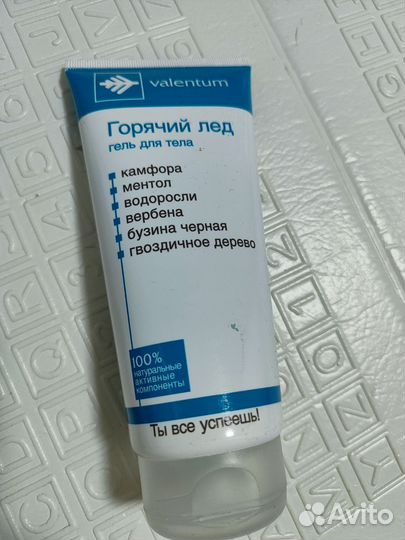 valentum
Горячий лед
гель для тела
камфора
ментол
водоросли
вербена
бузина черная
гвоздичное дерево
100%
натуральные
активные
компоненты
Ты все успеешь!
Avito